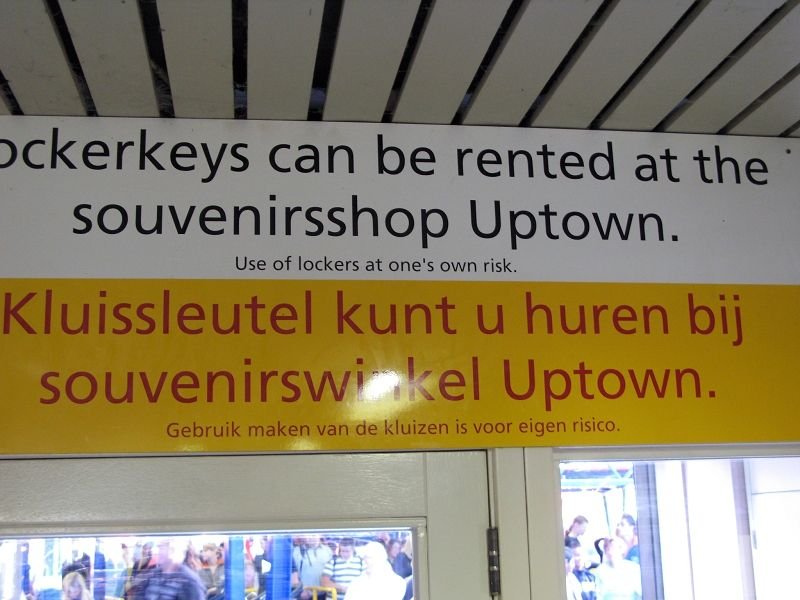 ockerkeys can be rented at the
souvenirsshop Uptown.
Use of lockers at one's own risk.
Kluissleutel kunt u huren bij
souvenirswinkel Uptown.
Gebruik maken van de kluizen is voor eigen risico.